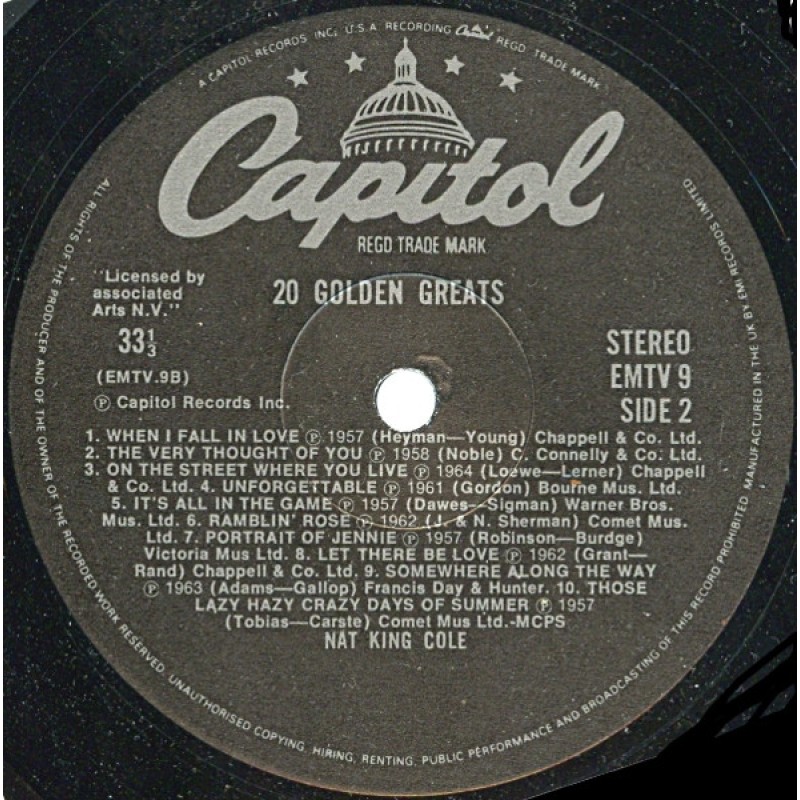 A CAPITOL RECORDS INC; U.S.A. RECORDING Capitol REGD. TRADE MARK
Capitol
REGD TRADE MARK
"Licensed by
associated
Arts N.V."
20 GOLDEN GREATS
33⅓
(EMTV.9B)
Ⓟ Capitol Records Inc.
STEREO
EMTV 9
SIDE 2
1. WHEN I FALL IN LOVE Ⓟ 1957 (Heyman—Young) Chappell & Co. Ltd.
2. THE VERY THOUGHT OF YOU Ⓟ 1958 (Noble) C. Connelly & Co. Ltd.
3. ON THE STREET WHERE YOU LIVE Ⓟ 1964 (Loewe—Lerner) Chappell
& Co. Ltd. 4. UNFORGETTABLE Ⓟ 1961 (Gordon) Bourne Mus. Ltd.
5. IT'S ALL IN THE GAME Ⓟ 1957 (Dawes—Sigman) Warner Bros.
Mus. Ltd. 6. RAMBLIN' ROSE Ⓟ 1962 (J. & N. Sherman) Comet Mus.
Ltd. 7. PORTRAIT OF JENNIE Ⓟ 1957 (Robinson—Burdge)
Victoria Mus Ltd. 8. LET THERE BE LOVE Ⓟ 1962 (Grant—
Rand) Chappell & Co. Ltd. 9. SOMEWHERE ALONG THE WAY
Ⓟ 1963 (Adams—Gallop) Francis Day & Hunter. 10. THOSE
LAZY HAZY CRAZY DAYS OF SUMMER Ⓟ 1957
(Tobias—Carste) Comet Mus Ltd.-MCPS
NAT KING COLE
ALL RIGHTS OF THE PRODUCER AND OF THE OWNER OF THE RECORDED WORK RESERVED. UNAUTHORISED COPYING, HIRING, RENTING, PUBLIC PERFORMANCE AND BROADCASTING OF THIS RECORD PROHIBITED. MANUFACTURED IN THE UK BY EMI RECORDS LIMITED